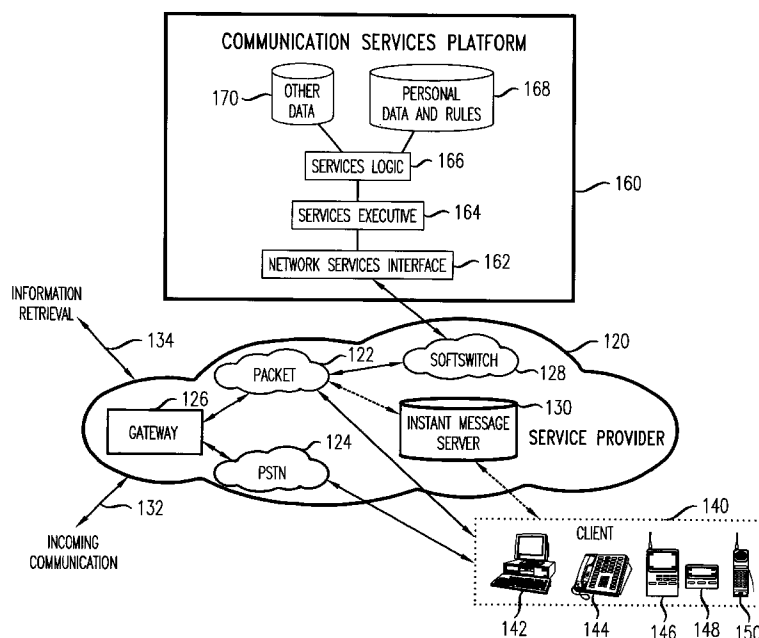 COMMUNICATION SERVICES PLATFORM
170
OTHER
DATA
PERSONAL
DATA AND RULES
168
SERVICES LOGIC
166
160
SERVICES EXECUTIVE
164
NETWORK SERVICES INTERFACE
162
INFORMATION
RETRIEVAL
134
122
PACKET
SOFTSWITCH
128
120
126
GATEWAY
130
INSTANT MESSAGE
SERVER
SERVICE PROVIDER
124
PSTN
132
INCOMING
COMMUNICATION
140
CLIENT
142
144
146
148
150